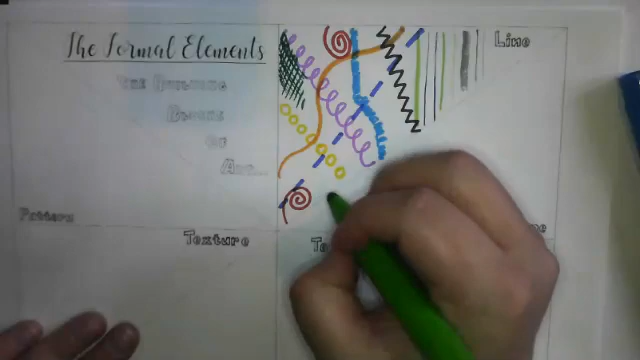 The Formal Elements
Line
The Building
Blocks
of
Art...
Pattern
Texture